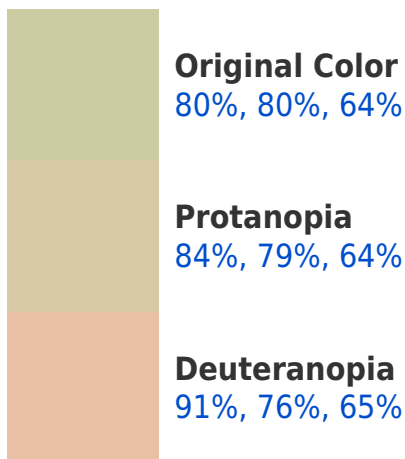 Original Color
80%, 80%, 64%
Protanopia
84%, 79%, 64%
Deuteranopia
91%, 76%, 65%